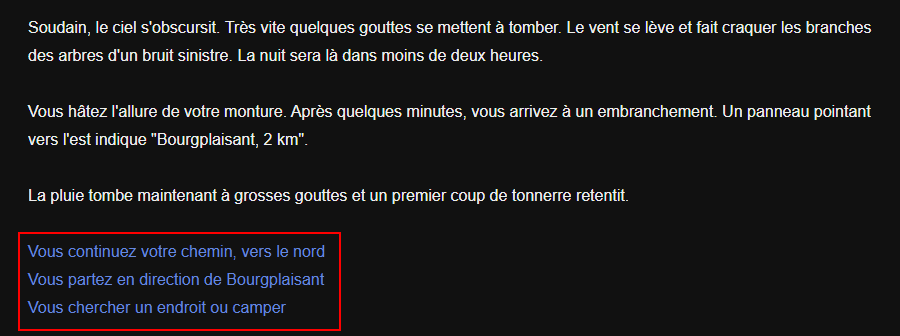 Soudain, le ciel s'obscursit. Très vite quelques gouttes se mettent à tomber. Le vent se lève et fait craquer les branches
des arbres d'un bruit sinistre. La nuit sera là dans moins de deux heures.
Vous hâtez l'allure de votre monture. Après quelques minutes, vous arrivez à un embranchement. Un panneau pointant
vers l'est indique "Bourgplaisant, 2 km".
La pluie tombe maintenant à grosses gouttes et un premier coup de tonnerre retentit.
Vous continuez votre chemin, vers le nord
Vous partez en direction de Bourgplaisant
Vous chercher un endroit ou camper